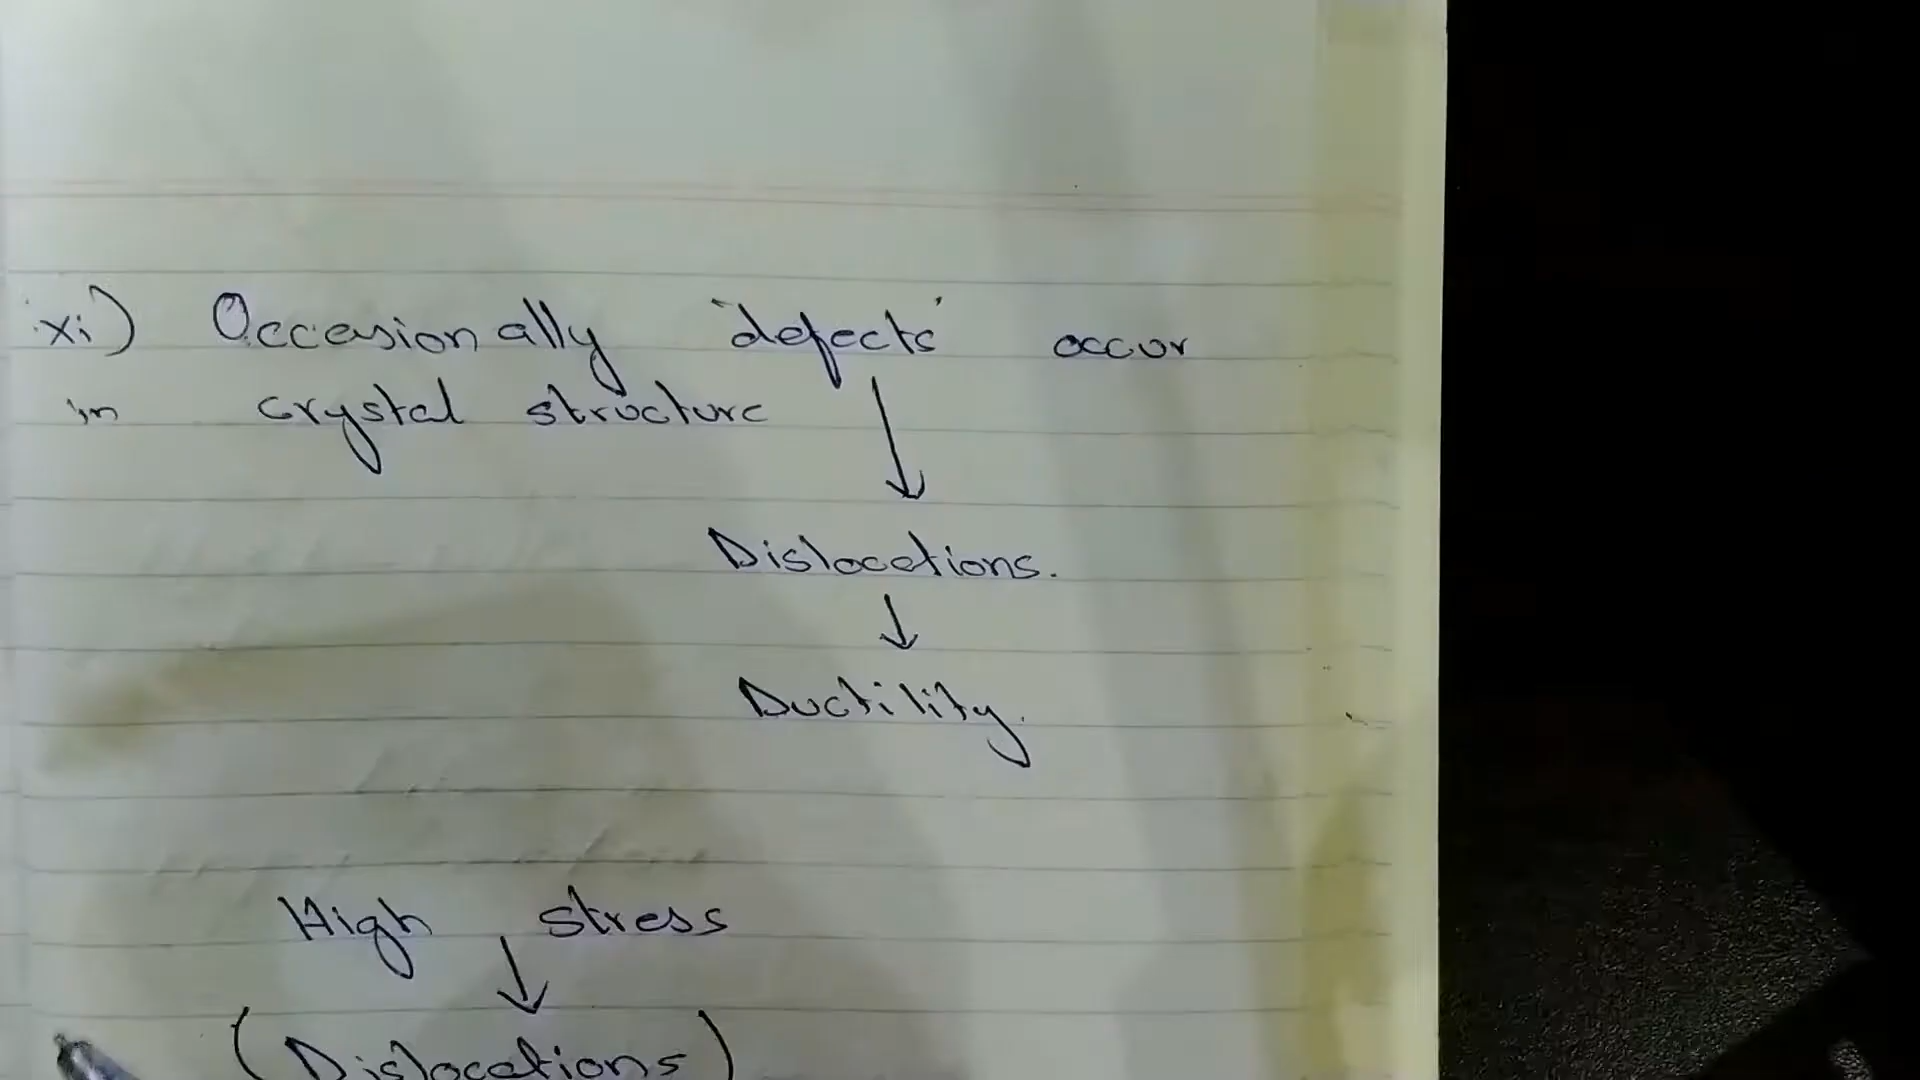 xi) Occasionally 'defects' occur
in crystal structure
↓
Dislocations.
↓
Ductility.
High stress
↓
(Dislocations)